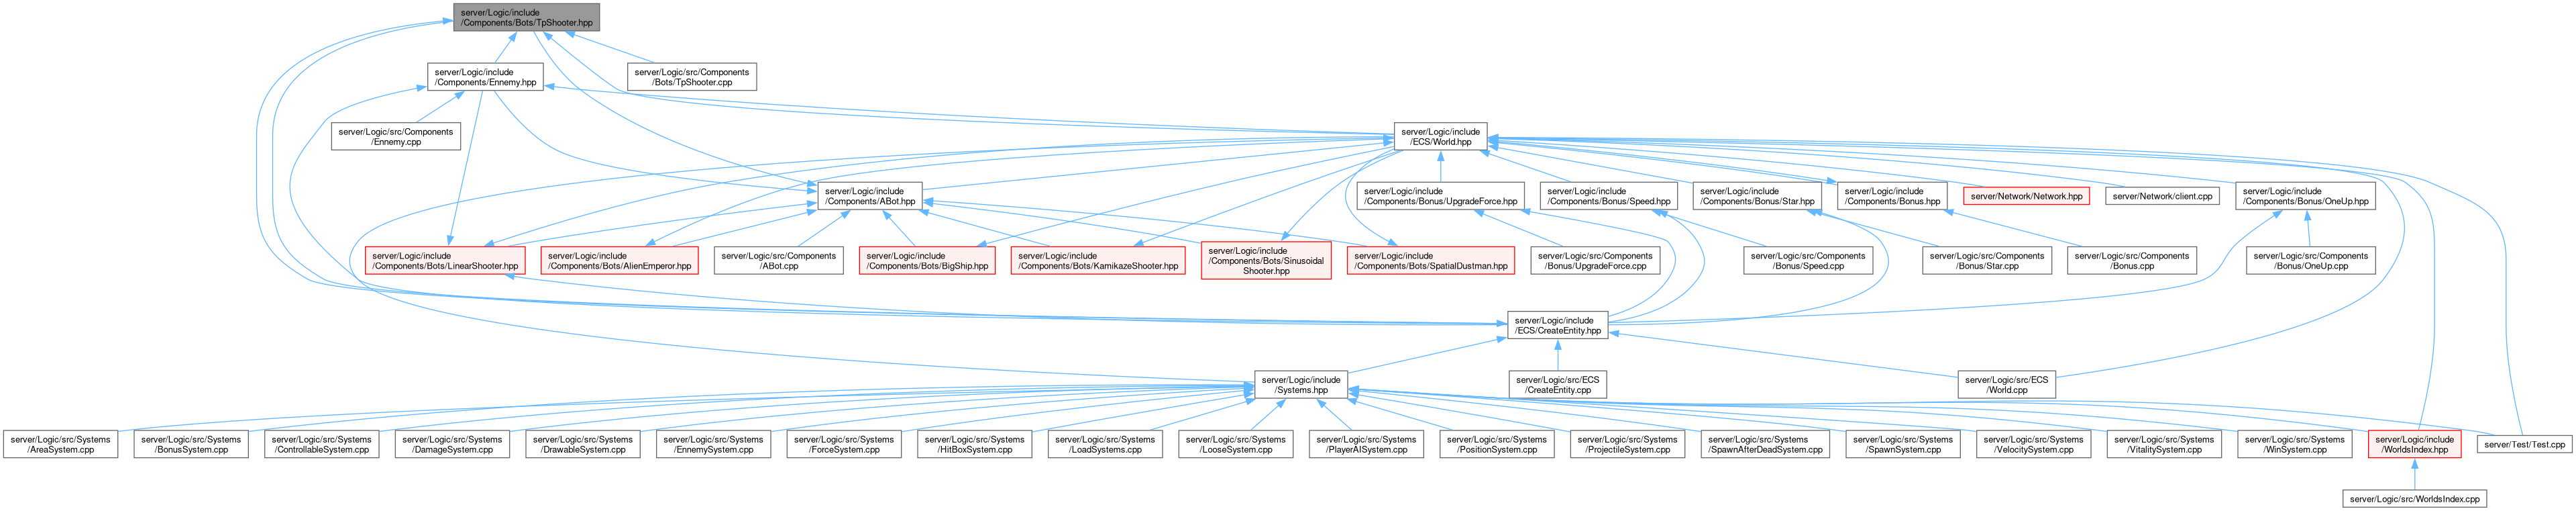 server/Logic/include
/Components/Bots/TpShooter.hpp
server/Logic/include
/Components/Ennemy.hpp
server/Logic/src/Components
/Bots/TpShooter.cpp
server/Logic/src/Components
/Ennemy.cpp
server/Logic/include
/ECS/World.hpp
server/Logic/include
/Components/ABot.hpp
server/Logic/include
/Components/Bonus/UpgradeForce.hpp
server/Logic/include
/Components/Bonus/Speed.hpp
server/Logic/include
/Components/Bonus/Star.hpp
server/Logic/include
/Components/Bonus.hpp
server/Network/Network.hpp
server/Network/client.cpp
server/Logic/include
/Components/Bonus/OneUp.hpp
server/Logic/include
/Components/Bots/LinearShooter.hpp
server/Logic/include
/Components/Bots/AlienEmperor.hpp
server/Logic/src/Components
/ABot.cpp
server/Logic/include
/Components/Bots/BigShip.hpp
server/Logic/include
/Components/Bots/KamikazeShooter.hpp
server/Logic/include
/Components/Bots/Sinusoidal
Shooter.hpp
server/Logic/include
/Components/Bots/SpatialDustman.hpp
server/Logic/src/Components
/Bonus/UpgradeForce.cpp
server/Logic/src/Components
/Bonus/Speed.cpp
server/Logic/src/Components
/Bonus/Star.cpp
server/Logic/src/Components
/Bonus.cpp
server/Logic/src/Components
/Bonus/OneUp.cpp
server/Logic/include
/ECS/CreateEntity.hpp
server/Logic/include
/Systems.hpp
server/Logic/src/ECS
/CreateEntity.cpp
server/Logic/src/ECS
/World.cpp
server/Logic/src/Systems
/AreaSystem.cpp
server/Logic/src/Systems
/BonusSystem.cpp
server/Logic/src/Systems
/ControllableSystem.cpp
server/Logic/src/Systems
/DamageSystem.cpp
server/Logic/src/Systems
/DrawableSystem.cpp
server/Logic/src/Systems
/EnnemySystem.cpp
server/Logic/src/Systems
/ForceSystem.cpp
server/Logic/src/Systems
/HitBoxSystem.cpp
server/Logic/src/Systems
/LoadSystems.cpp
server/Logic/src/Systems
/LooseSystem.cpp
server/Logic/src/Systems
/PlayerAISystem.cpp
server/Logic/src/Systems
/PositionSystem.cpp
server/Logic/src/Systems
/ProjectileSystem.cpp
server/Logic/src/Systems
/SpawnAfterDeadSystem.cpp
server/Logic/src/Systems
/SpawnSystem.cpp
server/Logic/src/Systems
/VelocitySystem.cpp
server/Logic/src/Systems
/VitalitySystem.cpp
server/Logic/src/Systems
/WinSystem.cpp
server/Logic/include
/WorldsIndex.hpp
server/Test/Test.cpp
server/Logic/src/WorldsIndex.cpp